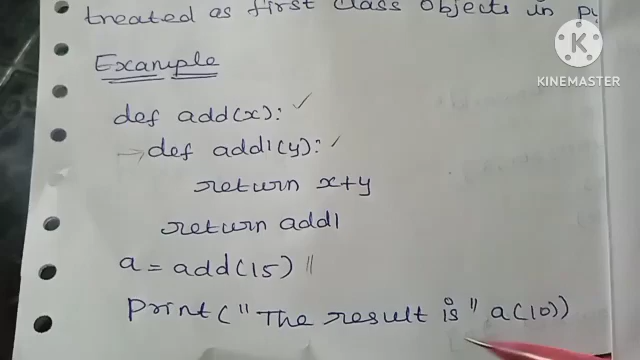 treated as first class objects in
K
KINEMASTER
Example
def add(x):
def add1(y):
return x+y
return add1
a = add(15)
print("The result is" a(10))